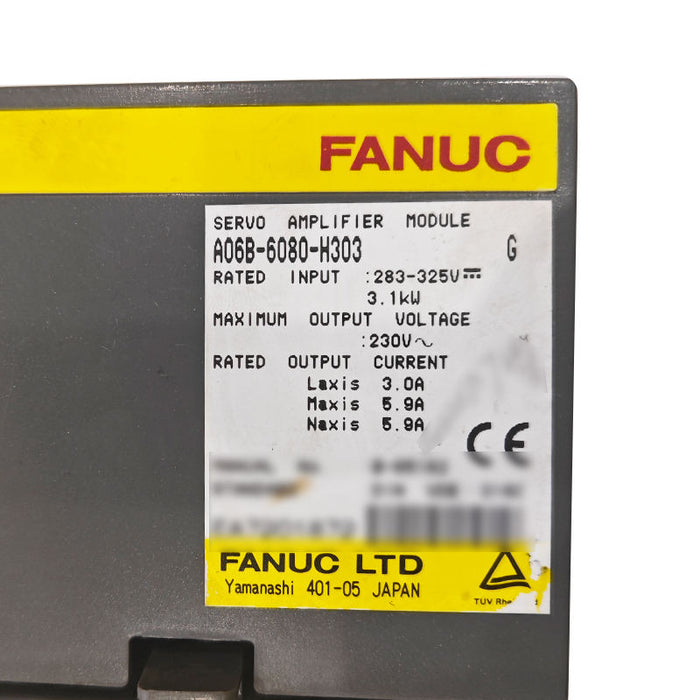 FANUC
SERVO AMPLIFIER MODULE
A06B-6080-H303 G
RATED INPUT :283-325V⎓
3.1kW
MAXIMUM OUTPUT VOLTAGE
:230V~
RATED OUTPUT CURRENT
Laxis 3.0A
Maxis 5.9A
Naxis 5.9A
CE
FANUC LTD
Yamanashi 401-05 JAPAN
TUV